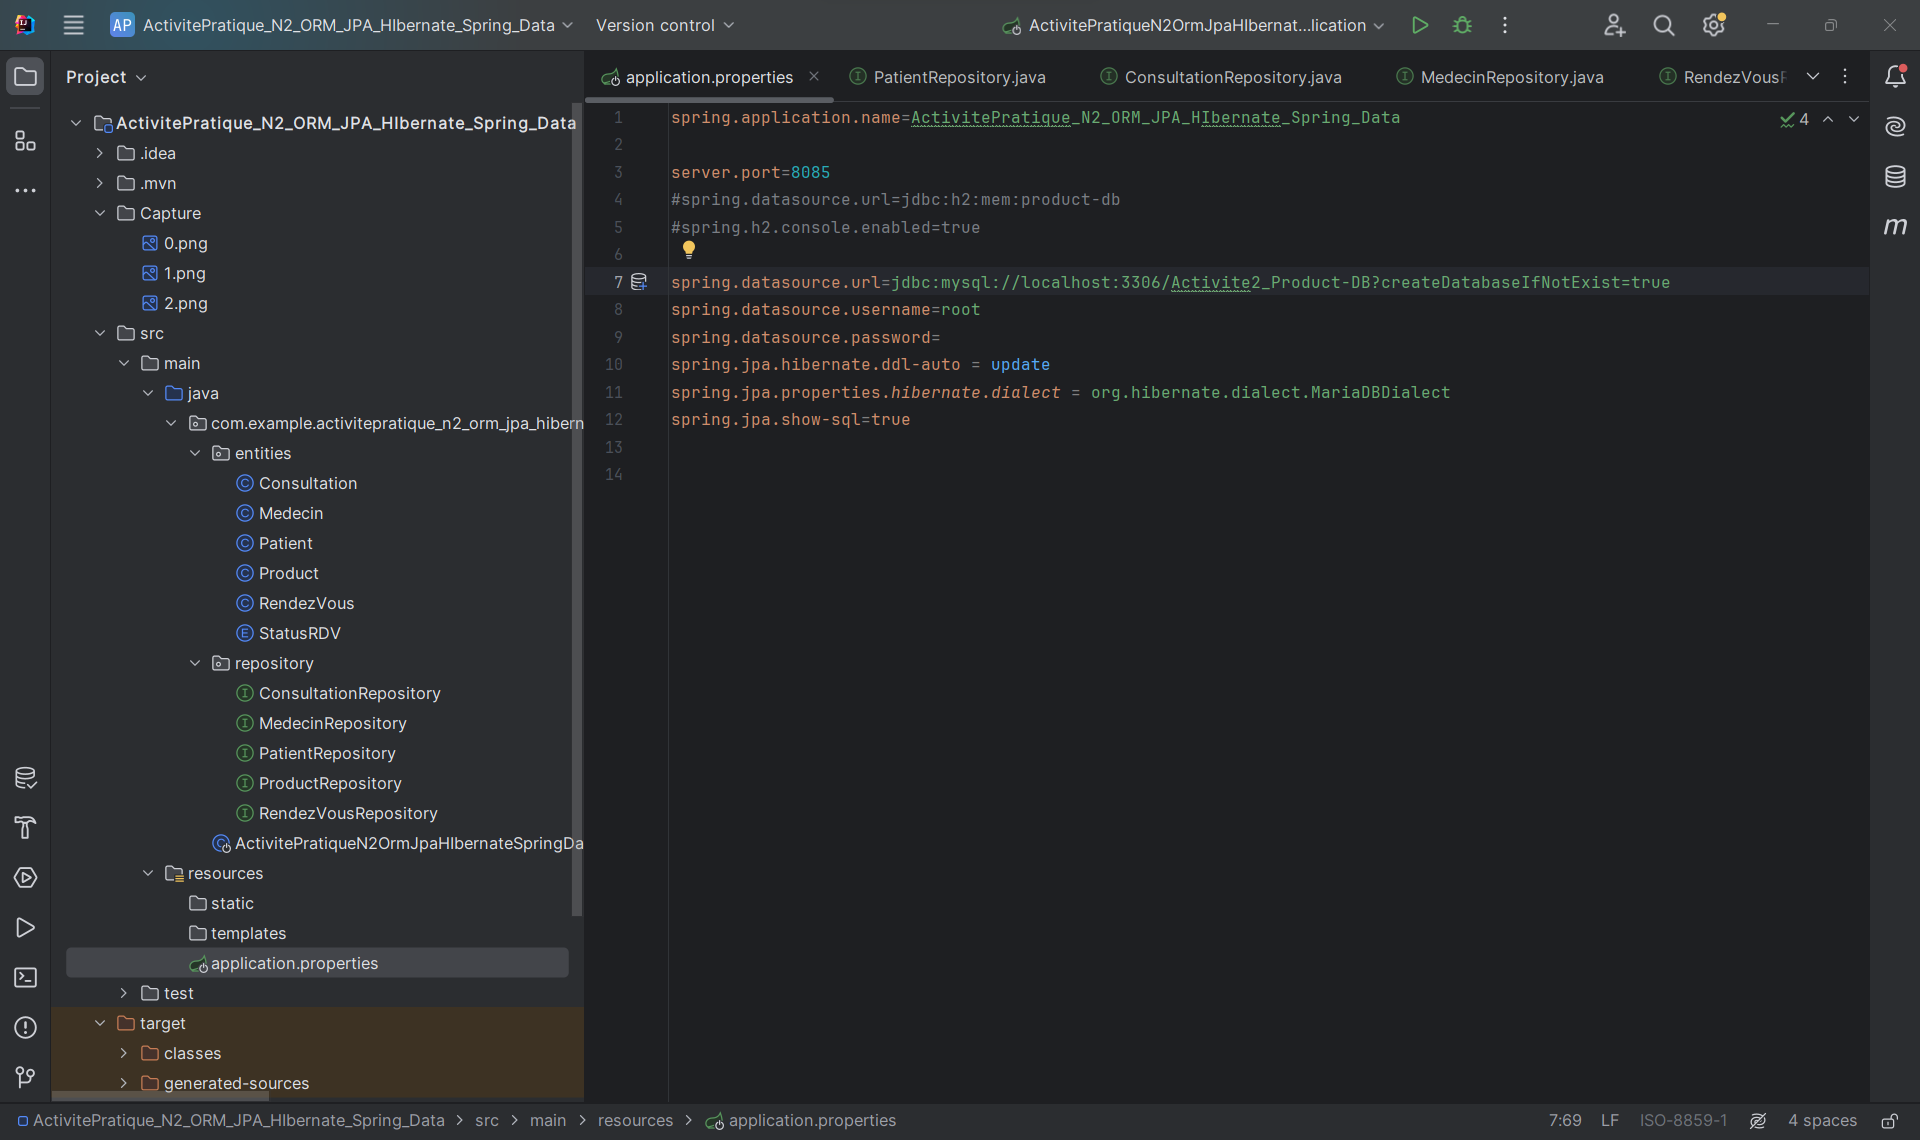 AP ActivitePratique_N2_ORM_JPA_HIbernate_Spring_Data Version control ActivitePratiqueN2OrmJpaHIbernat...lication
Project
ActivitePratique_N2_ORM_JPA_HIbernate_Spring_Data
.idea
.mvn
Capture
0.png
1.png
2.png
src
main
java
com.example.activitepratique_n2_orm_jpa_hibern
entities
Consultation
Medecin
Patient
Product
RendezVous
StatusRDV
repository
ConsultationRepository
MedecinRepository
PatientRepository
ProductRepository
RendezVousRepository
ActivitePratiqueN2OrmJpaHIbernateSpringDa
resources
static
templates
application.properties
test
target
classes
generated-sources
application.properties PatientRepository.java ConsultationRepository.java MedecinRepository.java RendezVousR
1 spring.application.name=ActivitePratique_N2_ORM_JPA_HIbernate_Spring_Data
4
2
3 server.port=8085
4 #spring.datasource.url=jdbc:h2:mem:product-db
5 #spring.h2.console.enabled=true
6
7 spring.datasource.url=jdbc:mysql://localhost:3306/Activite2_Product-DB?createDatabaseIfNotExist=true
8 spring.datasource.username=root
9 spring.datasource.password=
10 spring.jpa.hibernate.ddl-auto = update
11 spring.jpa.properties.hibernate.dialect = org.hibernate.dialect.MariaDBDialect
12 spring.jpa.show-sql=true
13
14
ActivitePratique_N2_ORM_JPA_HIbernate_Spring_Data > src > main > resources > application.properties 7:69 LF ISO-8859-1 4 spaces